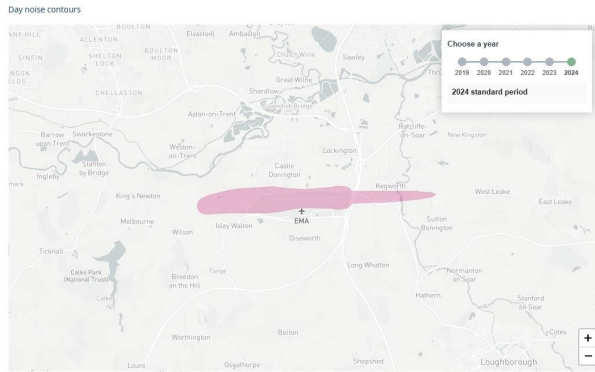 Day noise contours
Choose a year
2019 2020 2021 2022 2023 2024
2024 standard period
BOULTON
ALLENTON
Elvaston
Ambaston
SINFIN
SHELTON
LOCK
BOULTON
MOOR
Church Wilne
Sawley
Great Wilne
CHELLASTON
Shardlow
Cavendish Bridge
Aston-on-Trent
Barrow
upon Trent
Swarkestone
Weston-
on-Trent
Ratcliffe-
on-Soar
New Kingston
Lockington
Stanton
by Bridge
Ingleby
Castle
Donington
Kegworth
King's Newton
West Leake
East Leake
Melbourne
Wilson
Isley Walton
EMA
Diseworth
Sutton
Bonington
Ticknall
Calke Park
(National Trust)
Calke
Breedon
on the Hill
Tonge
Long Whatton
Normanton
on Soar
Hathern
Stanford
on Soar
Worthington
Belton
Cotes
+
−
Lount
Osgathorpe
Shepshed
Loughborough